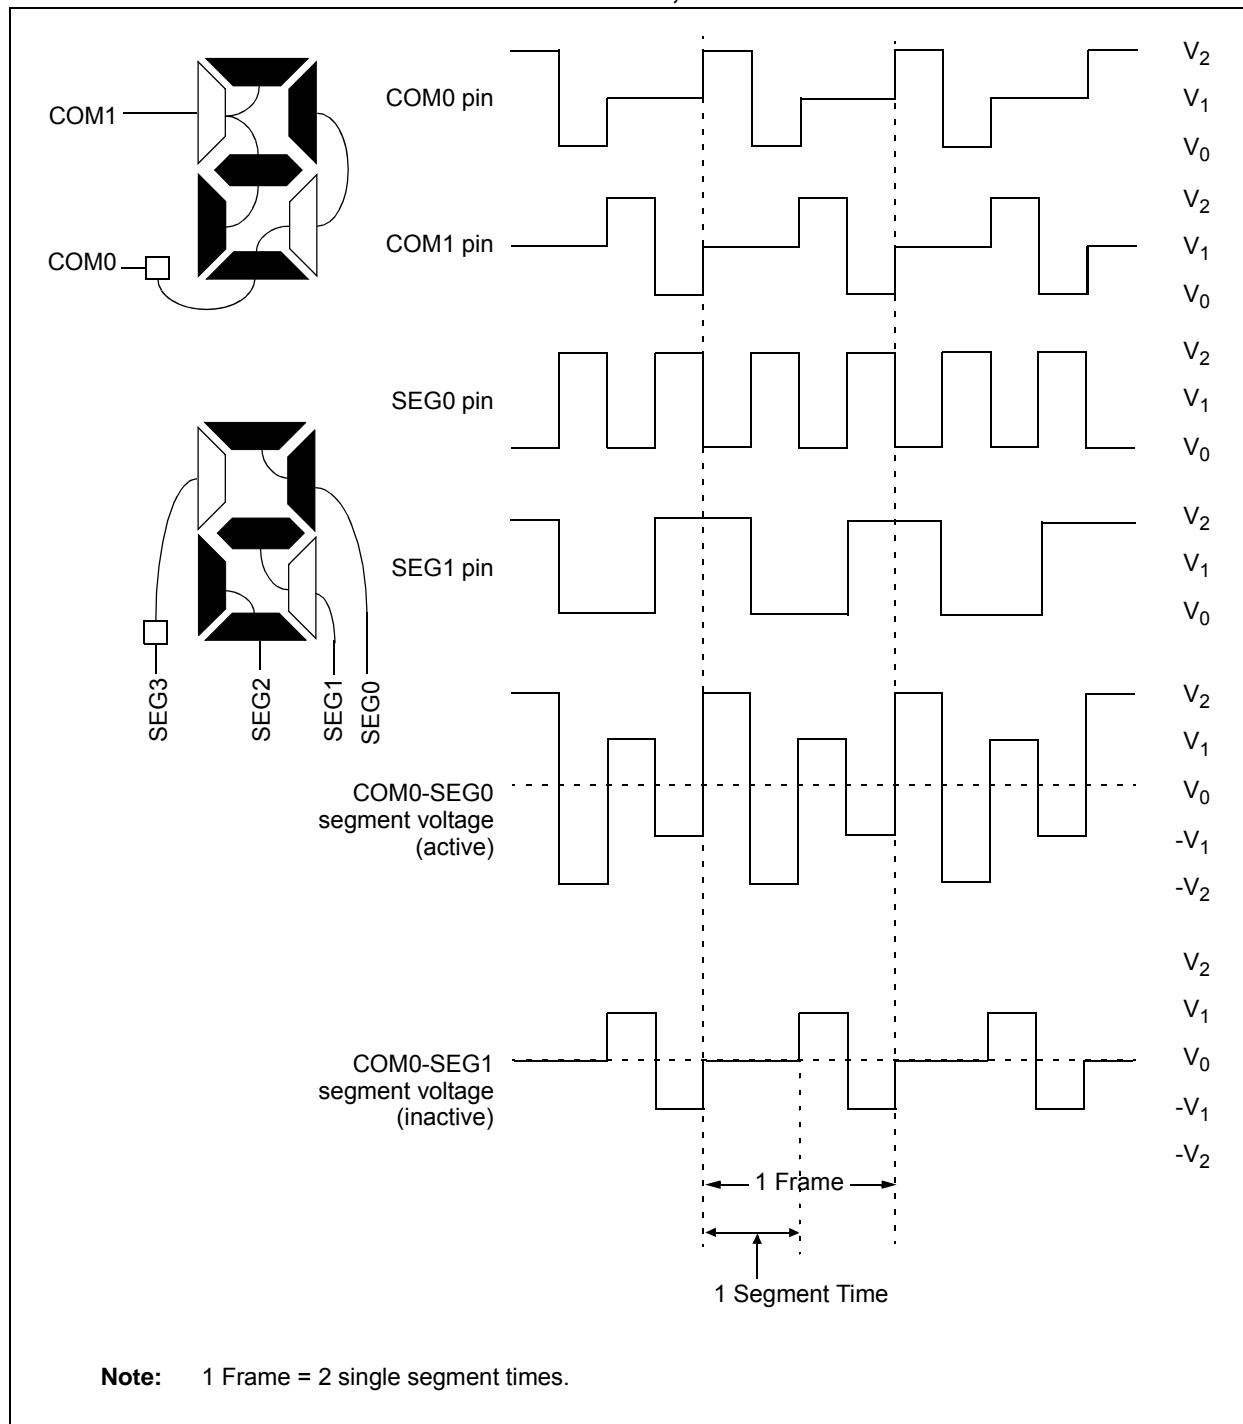 COM1
COM0
COM0 pin
V2
V1
V0
COM1 pin
V2
V1
V0
SEG0 pin
V2
V1
V0
SEG1 pin
V2
V1
V0
SEG3
SEG2
SEG1
SEG0
COM0-SEG0
segment voltage
(active)
V2
V1
V0
-V1
-V2
COM0-SEG1
segment voltage
(inactive)
V2
V1
V0
-V1
-V2
1 Frame
1 Segment Time
Note: 1 Frame = 2 single segment times.